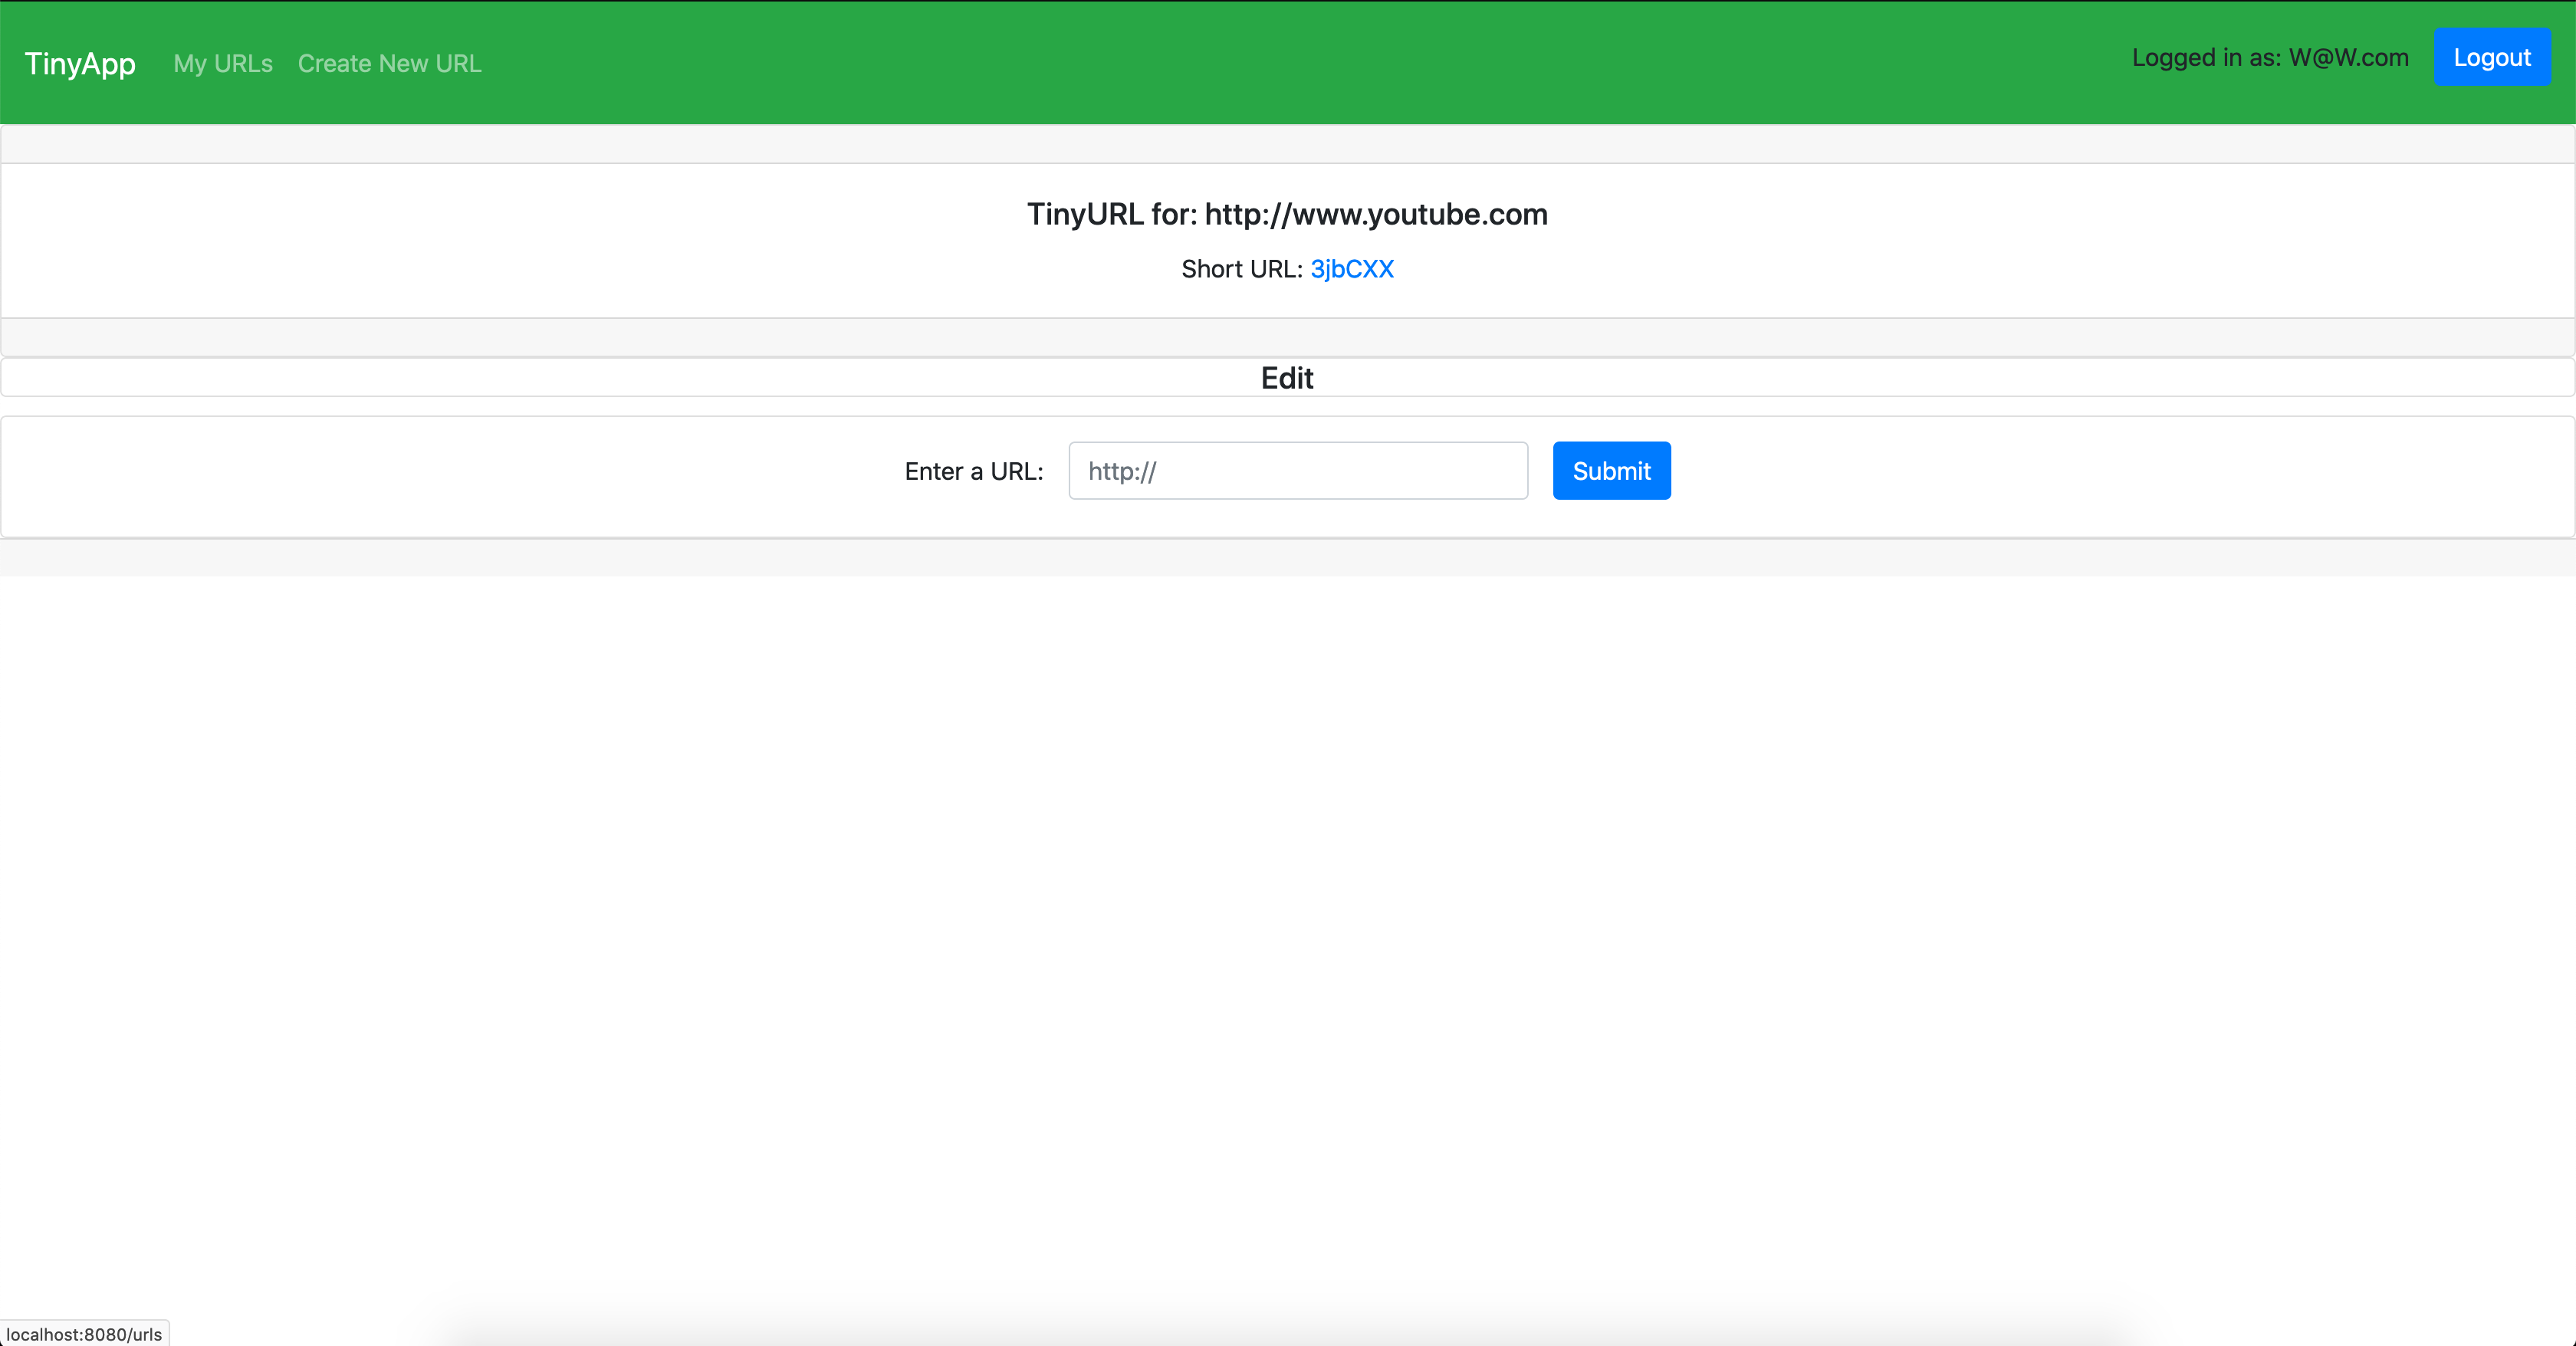 TinyApp My URLs Create New URL Logged in as: W@W.com Logout
TinyURL for: http://www.youtube.com
Short URL: 3jbCXX
Edit
Enter a URL: http:// Submit
localhost:8080/urls